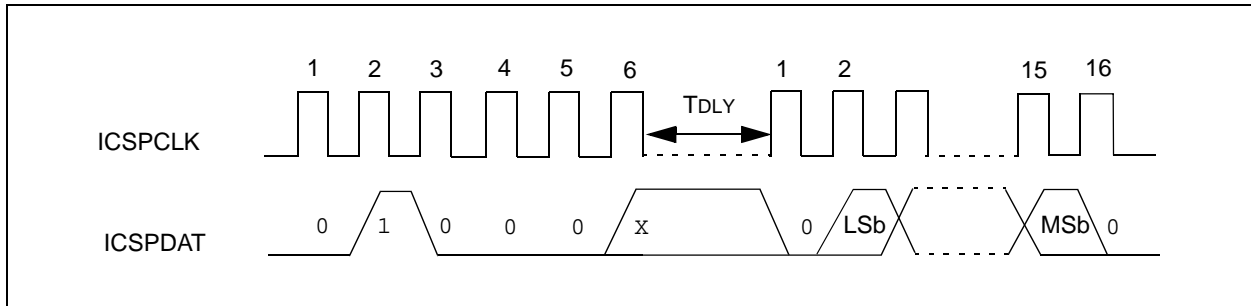 1 2 3 4 5 6 1 2 15 16
TDLY
ICSPCLK
ICSPDAT
0 1 0 0 0 X 0 LSb MSb 0